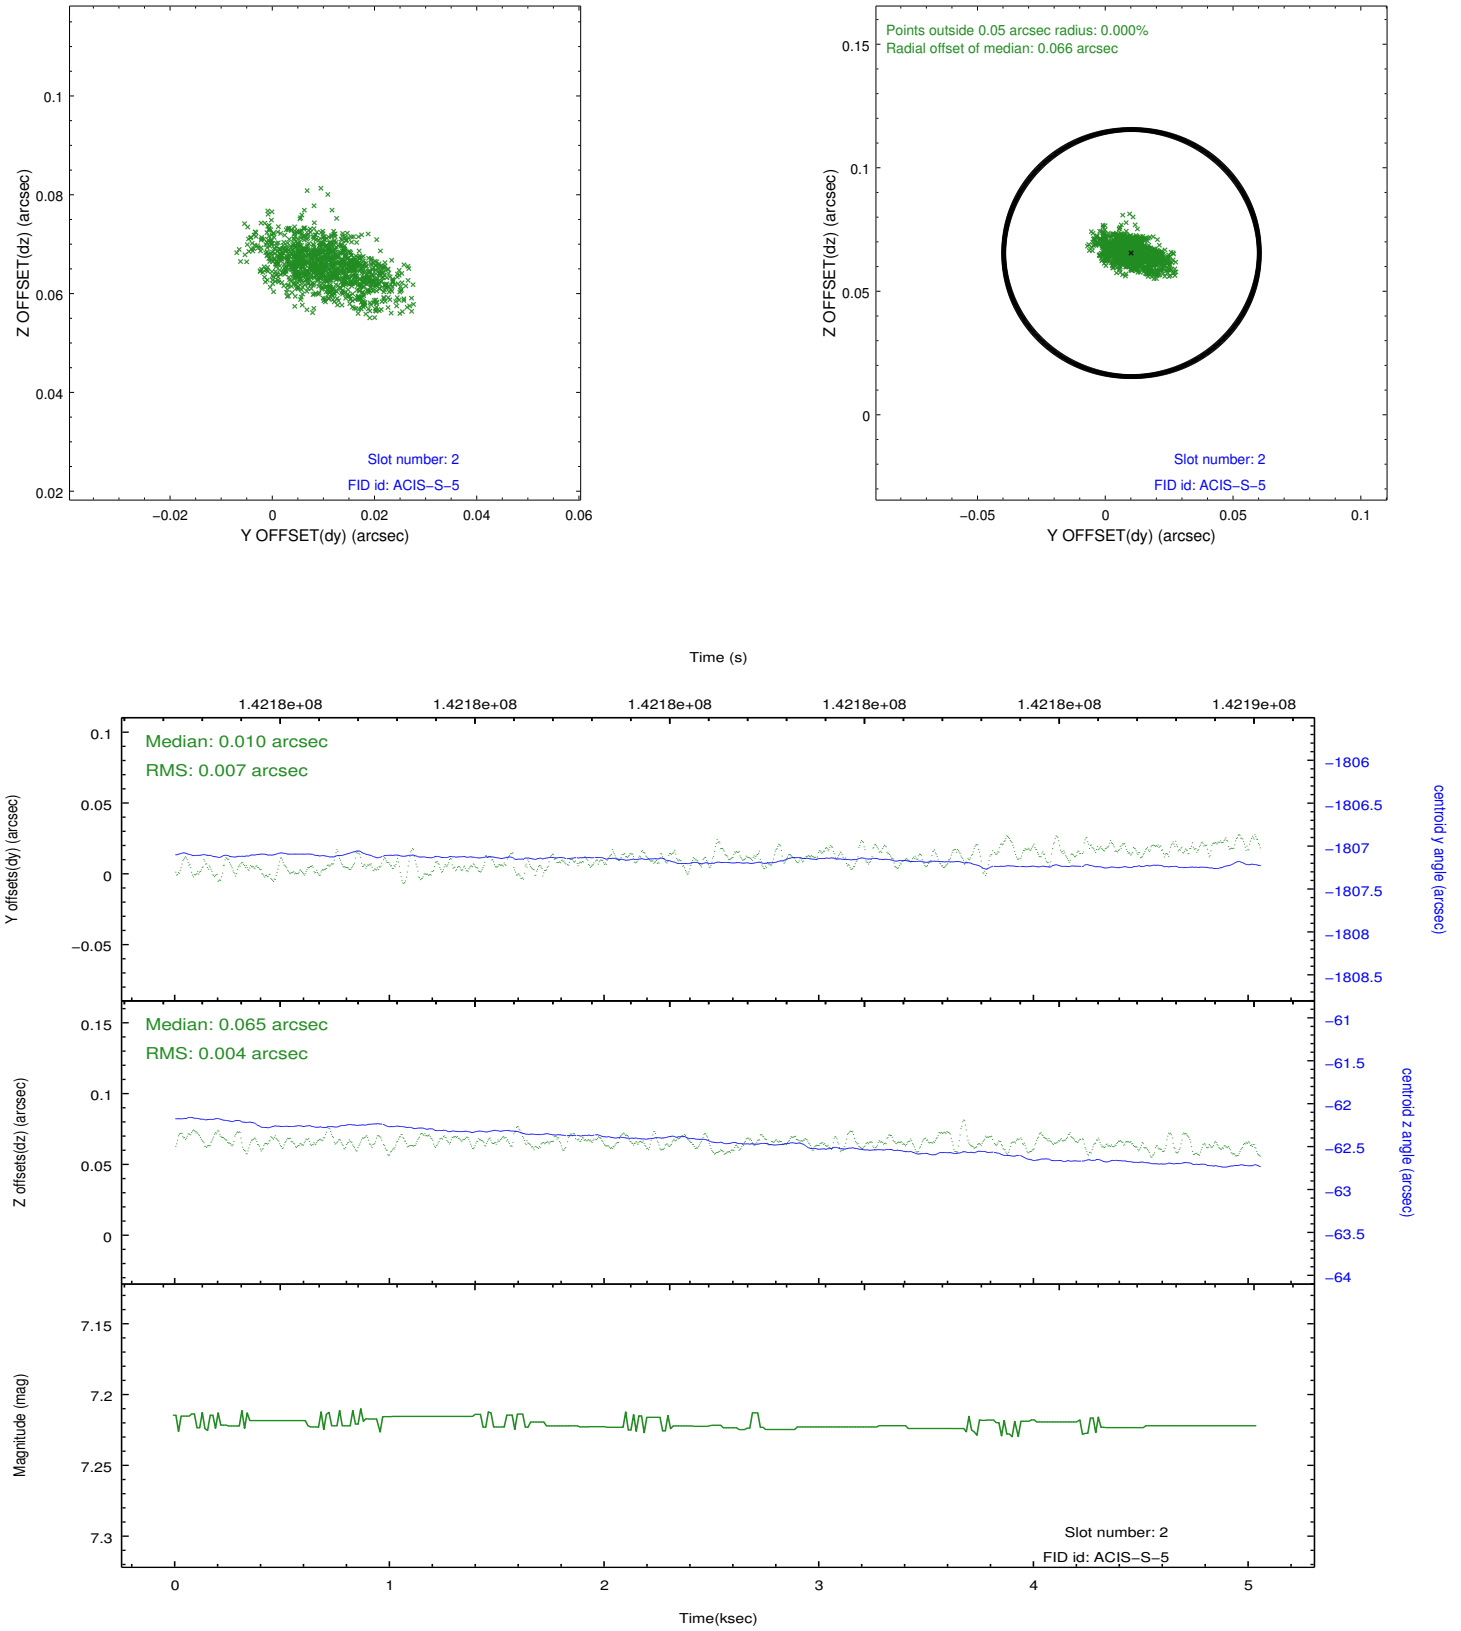 0.1
0.08
0.06
0.04
0.02
Z OFFSET(dz) (arcsec)
Slot number: 2
FID id: ACIS−S−5
−0.02 0 0.02 0.04 0.06
Y OFFSET(dy) (arcsec)
Points outside 0.05 arcsec radius: 0.000%
Radial offset of median: 0.066 arcsec
0.15
0.1
0.05
0
Z OFFSET(dz) (arcsec)
Slot number: 2
FID id: ACIS−S−5
−0.05 0 0.05 0.1
Y OFFSET(dy) (arcsec)
Time (s)
1.4218e+08 1.4218e+08 1.4218e+08 1.4218e+08 1.4218e+08 1.4219e+08
Median: 0.010 arcsec
RMS: 0.007 arcsec
0.1
0.05
0
−0.05
Y offsets(dy) (arcsec)
−1806
−1806.5
−1807
−1807.5
−1808
−1808.5
centroid y angle (arcsec)
Median: 0.065 arcsec
RMS: 0.004 arcsec
0.15
0.1
0.05
0
Z offsets(dz) (arcsec)
−61
−61.5
−62
−62.5
−63
−63.5
−64
centroid z angle (arcsec)
7.15
7.2
7.25
7.3
Magnitude (mag)
Slot number: 2
FID id: ACIS−S−5
0 1 2 3 4 5
Time(ksec)